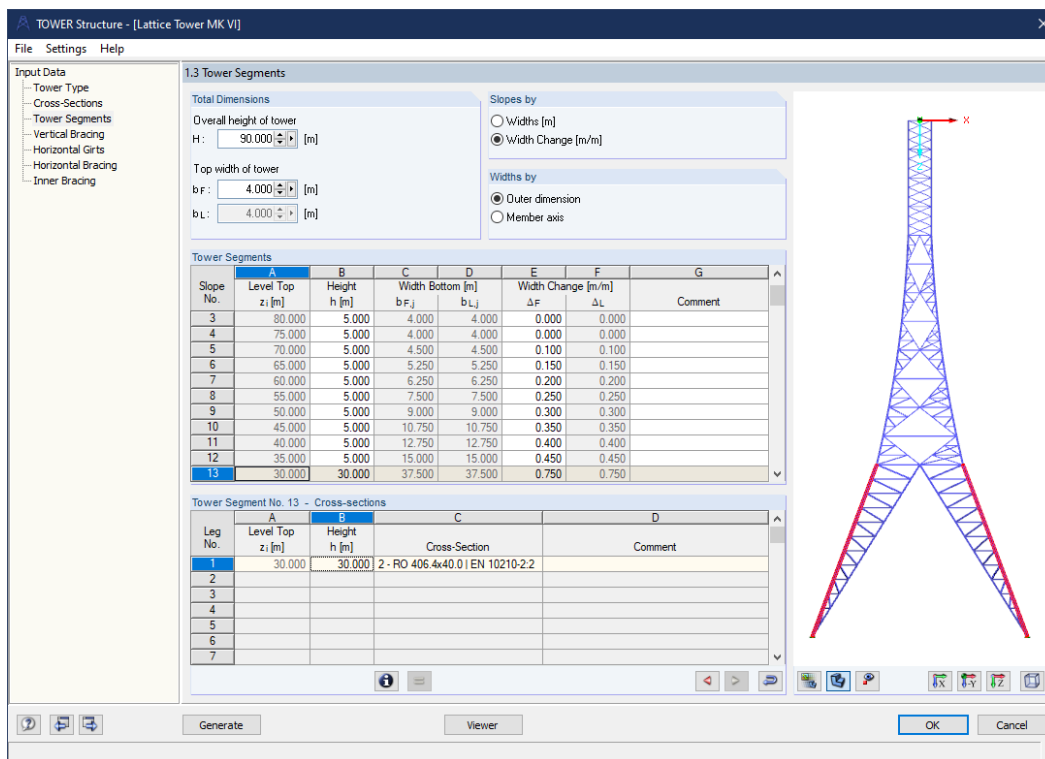 TOWER Structure - [Lattice Tower MK VI]
File Settings Help
Input Data
Tower Type
Cross-Sections
Tower Segments
Vertical Bracing
Horizontal Girts
Horizontal Bracing
Inner Bracing
1.3 Tower Segments
Total Dimensions
Overall height of tower
H: 90.000 [m]
Top width of tower
bF: 4.000 [m]
bL: 4.000 [m]
Slopes by
Widths [m]
Width Change [m/m]
Widths by
Outer dimension
Member axis
Tower Segments
A B C D E F G
Slope Level Top Height Width Bottom [m] Width Change [m/m]
No. zi [m] h [m] bF,j bL,j ΔF ΔL Comment
3 80.000 5.000 4.000 4.000 0.000 0.000
4 75.000 5.000 4.000 4.000 0.000 0.000
5 70.000 5.000 4.500 4.500 0.100 0.100
6 65.000 5.000 5.250 5.250 0.150 0.150
7 60.000 5.000 6.250 6.250 0.200 0.200
8 55.000 5.000 7.500 7.500 0.250 0.250
9 50.000 5.000 9.000 9.000 0.300 0.300
10 45.000 5.000 10.750 10.750 0.350 0.350
11 40.000 5.000 12.750 12.750 0.400 0.400
12 35.000 5.000 15.000 15.000 0.450 0.450
13 30.000 30.000 37.500 37.500 0.750 0.750
Tower Segment No. 13 - Cross-sections
A B C D
Leg Level Top Height
No. zi [m] h [m] Cross-Section Comment
1 30.000 30.000 2 - RO 406.4x40.0 | EN 10210-2:2
2
3
4
5
6
7
X
X -Y Z
Generate Viewer OK Cancel